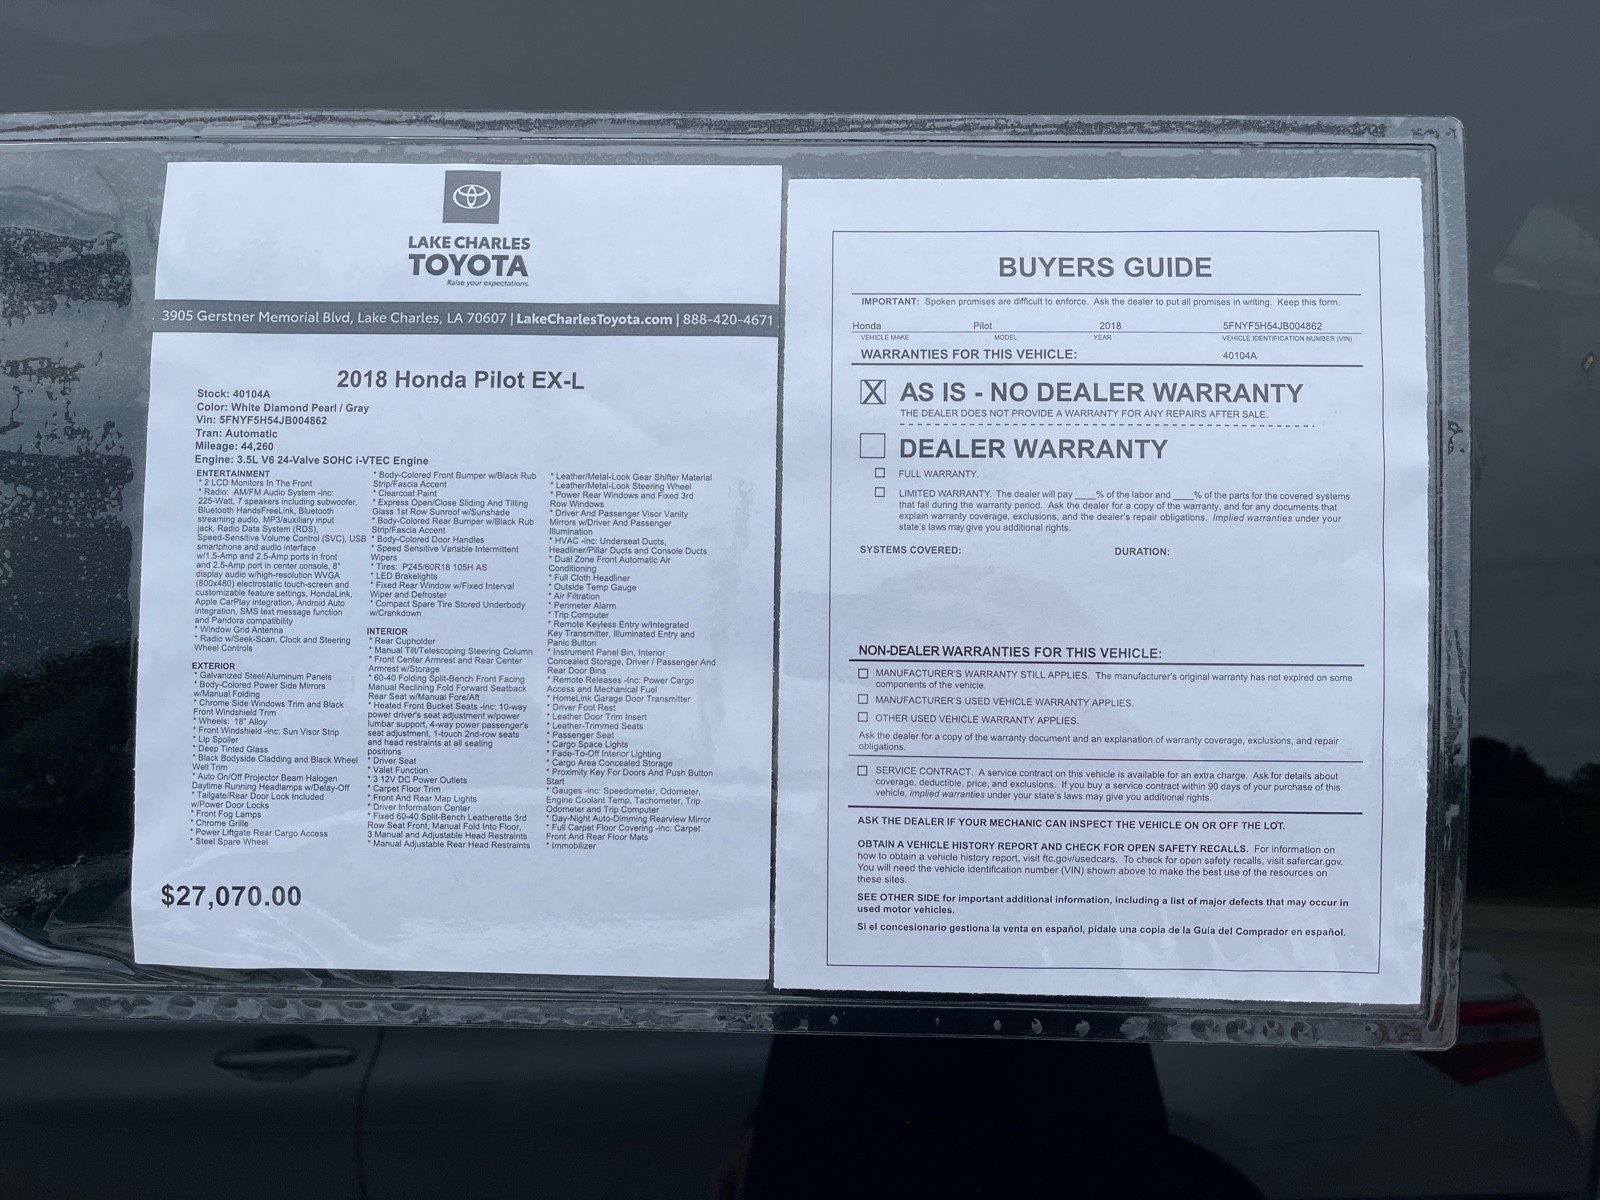 LAKE CHARLES
TOYOTA
Raise your expectations.
3905 Gerstner Memorial Blvd, Lake Charles, LA 70607 | LakeCharlesToyota.com | 888-420-4671
2018 Honda Pilot EX-L
Stock: 40104A
Color: White Diamond Pearl / Gray
Vin: 5FNYF5H54JB004862
Tran: Automatic
Mileage: 44,260
Engine: 3.5L V6 24-Valve SOHC i-VTEC Engine
ENTERTAINMENT
* 2 LCD Monitors In The Front
* Radio: AM/FM Audio System -inc:
225-Watt, 7 speakers including subwoofer,
Bluetooth HandsFreeLink, Bluetooth
streaming audio, MP3/auxiliary input
jack, Radio Data System (RDS),
Speed-Sensitive Volume Control (SVC), USB
smartphone and audio interface
w/1.5-Amp and 2.5-Amp ports in front
and 2.5-Amp port in center console, 8"
display audio w/high-resolution WVGA
(800x480) electrostatic touch-screen and
customizable feature settings, HondaLink,
Apple CarPlay integration, Android Auto
integration, SMS text message function
and Pandora compatibility
* Window Grid Antenna
* Radio w/Seek-Scan, Clock and Steering
Wheel Controls
EXTERIOR
* Galvanized Steel/Aluminum Panels
* Body-Colored Power Side Mirrors
w/Manual Folding
* Chrome Side Windows Trim and Black
Front Windshield Trim
* Wheels: 18" Alloy
* Front Windshield -inc: Sun Visor Strip
* Lip Spoiler
* Deep Tinted Glass
* Black Bodyside Cladding and Black Wheel
Well Trim
* Auto On/Off Projector Beam Halogen
Daytime Running Headlamps w/Delay-Off
* Tailgate/Rear Door Lock Included
w/Power Door Locks
* Front Fog Lamps
* Chrome Grille
* Power Liftgate Rear Cargo Access
* Steel Spare Wheel
* Body-Colored Front Bumper w/Black Rub
Strip/Fascia Accent
* Clearcoat Paint
* Express Open/Close Sliding And Tilting
Glass 1st Row Sunroof w/Sunshade
* Body-Colored Rear Bumper w/Black Rub
Strip/Fascia Accent
* Body-Colored Door Handles
* Speed Sensitive Variable Intermittent
Wipers
* Tires: P245/60R18 105H AS
* LED Brakelights
* Fixed Rear Window w/Fixed Interval
Wiper and Defroster
* Compact Spare Tire Stored Underbody
w/Crankdown
INTERIOR
* Rear Cupholder
* Manual Tilt/Telescoping Steering Column
* Front Center Armrest and Rear Center
Armrest w/Storage
* 60-40 Folding Split-Bench Front Facing
Manual Reclining Fold Forward Seatback
Rear Seat w/Manual Fore/Aft
* Heated Front Bucket Seats -inc: 10-way
power driver's seat adjustment w/power
lumbar support, 4-way power passenger's
seat adjustment, 1-touch 2nd-row seats
and head restraints at all seating
positions
* Driver Seat
* Valet Function
* 3 12V DC Power Outlets
* Carpet Floor Trim
* Front And Rear Map Lights
* Driver Information Center
* Fixed 60-40 Split-Bench Leatherette 3rd
Row Seat Front, Manual Fold Into Floor,
3 Manual and Adjustable Head Restraints
* Manual Adjustable Rear Head Restraints
* Leather/Metal-Look Gear Shifter Material
* Leather/Metal-Look Steering Wheel
* Power Rear Windows and Fixed 3rd
Row Windows
* Driver And Passenger Visor Vanity
Mirrors w/Driver And Passenger
Illumination
* HVAC -inc: Underseat Ducts,
Headliner/Pillar Ducts and Console Ducts
* Dual Zone Front Automatic Air
Conditioning
* Full Cloth Headliner
* Outside Temp Gauge
* Air Filtration
* Perimeter Alarm
* Trip Computer
* Remote Keyless Entry w/Integrated
Key Transmitter, Illuminated Entry and
Panic Button
* Instrument Panel Bin, Interior
Concealed Storage, Driver / Passenger And
Rear Door Bins
* Remote Releases -Inc: Power Cargo
Access and Mechanical Fuel
* HomeLink Garage Door Transmitter
* Driver Foot Rest
* Leather Door Trim Insert
* Leather-Trimmed Seats
* Passenger Seat
* Cargo Space Lights
* Fade-To-Off Interior Lighting
* Cargo Area Concealed Storage
* Proximity Key For Doors And Push Button
Start
* Gauges -inc: Speedometer, Odometer,
Engine Coolant Temp, Tachometer, Trip
Odometer and Trip Computer
* Day-Night Auto-Dimming Rearview Mirror
* Full Carpet Floor Covering -inc: Carpet
Front And Rear Floor Mats
* Immobilizer
$27,070.00
BUYERS GUIDE
IMPORTANT: Spoken promises are difficult to enforce. Ask the dealer to put all promises in writing. Keep this form.
Honda Pilot 2018 5FNYF5H54JB004862
VEHICLE MAKE MODEL YEAR VEHICLE IDENTIFICATION NUMBER (VIN)
WARRANTIES FOR THIS VEHICLE: 40104A
X AS IS - NO DEALER WARRANTY
THE DEALER DOES NOT PROVIDE A WARRANTY FOR ANY REPAIRS AFTER SALE.
DEALER WARRANTY
FULL WARRANTY.
LIMITED WARRANTY. The dealer will pay ____% of the labor and ____% of the parts for the covered systems
that fail during the warranty period. Ask the dealer for a copy of the warranty, and for any documents that
explain warranty coverage, exclusions, and the dealer's repair obligations. Implied warranties under your
state's laws may give you additional rights.
SYSTEMS COVERED: DURATION:
NON-DEALER WARRANTIES FOR THIS VEHICLE:
MANUFACTURER'S WARRANTY STILL APPLIES. The manufacturer's original warranty has not expired on some
components of the vehicle.
MANUFACTURER'S USED VEHICLE WARRANTY APPLIES.
OTHER USED VEHICLE WARRANTY APPLIES.
Ask the dealer for a copy of the warranty document and an explanation of warranty coverage, exclusions, and repair
obligations.
SERVICE CONTRACT. A service contract on this vehicle is available for an extra charge. Ask for details about
coverage, deductible, price, and exclusions. If you buy a service contract within 90 days of your purchase of this
vehicle, implied warranties under your state's laws may give you additional rights.
ASK THE DEALER IF YOUR MECHANIC CAN INSPECT THE VEHICLE ON OR OFF THE LOT.
OBTAIN A VEHICLE HISTORY REPORT AND CHECK FOR OPEN SAFETY RECALLS. For information on
how to obtain a vehicle history report, visit ftc.gov/usedcars. To check for open safety recalls, visit safercar.gov.
You will need the vehicle identification number (VIN) shown above to make the best use of the resources on
these sites.
SEE OTHER SIDE for important additional information, including a list of major defects that may occur in
used motor vehicles.
Si el concesionario gestiona la venta en español, pidale una copia de la Guía del Comprador en español.